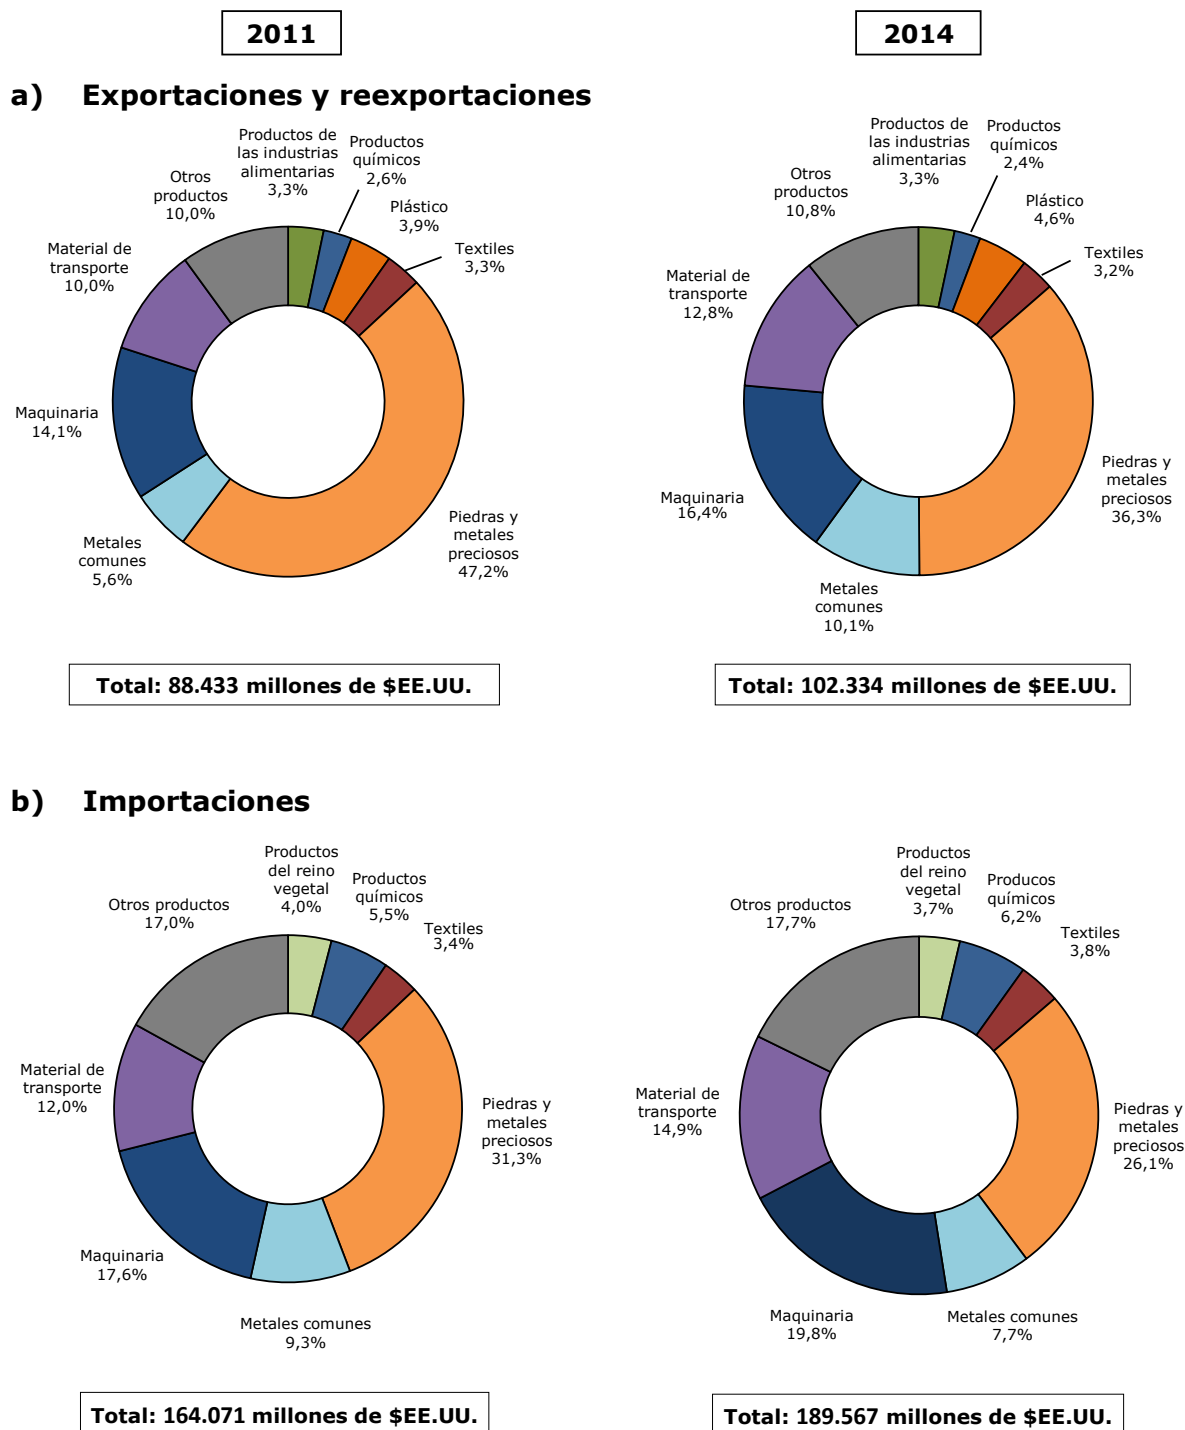 2011
2014
a) Exportaciones y reexportaciones
Productos de
las industrias
alimentarias
3,3%
Productos
químicos
2,6%
Plástico
3,9%
Textiles
3,3%
Piedras y
metales
preciosos
47,2%
Metales
comunes
5,6%
Maquinaria
14,1%
Material de
transporte
10,0%
Otros
productos
10,0%
Total: 88.433 millones de $EE.UU.
Productos de
las industrias
alimentarias
3,3%
Productos
químicos
2,4%
Plástico
4,6%
Textiles
3,2%
Piedras y
metales
preciosos
36,3%
Metales
comunes
10,1%
Maquinaria
16,4%
Material de
transporte
12,8%
Otros
productos
10,8%
Total: 102.334 millones de $EE.UU.
b) Importaciones
Productos
del reino
vegetal
4,0%
Productos
químicos
5,5%
Textiles
3,4%
Piedras y
metales
preciosos
31,3%
Metales comunes
9,3%
Maquinaria
17,6%
Material de
transporte
12,0%
Otros productos
17,0%
Total: 164.071 millones de $EE.UU.
Productos
del reino
vegetal
3,7%
Producos
químicos
6,2%
Textiles
3,8%
Piedras y
metales
preciosos
26,1%
Metales comunes
7,7%
Maquinaria
19,8%
Material de
transporte
14,9%
Otros productos
17,7%
Total: 189.567 millones de $EE.UU.